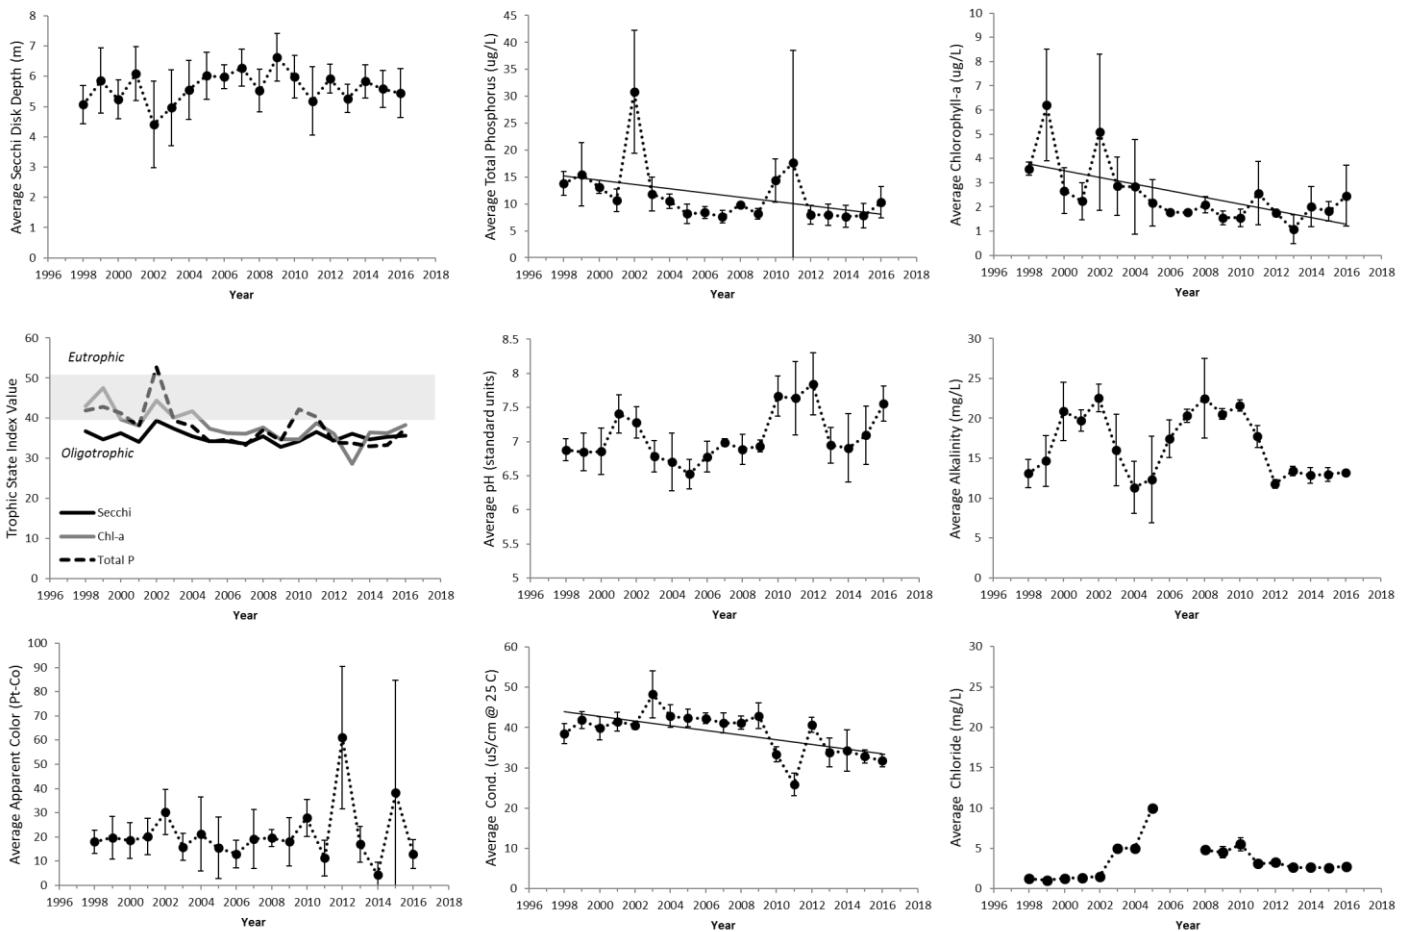 Average Secchi Disk Depth (m)
8
7
6
5
4
3
2
1
0
1996 1998 2000 2002 2004 2006 2008 2010 2012 2014 2016 2018
Year
Average Total Phosphorus (ug/L)
45
40
35
30
25
20
15
10
5
0
1996 1998 2000 2002 2004 2006 2008 2010 2012 2014 2016 2018
Year
Average Chlorophyll-a (ug/L)
10
9
8
7
6
5
4
3
2
1
0
1996 1998 2000 2002 2004 2006 2008 2010 2012 2014 2016 2018
Year
Trophic State Index Value
60
50
40
30
20
10
0
Eutrophic
Oligotrophic
Secchi
Chl-a
Total P
1996 1998 2000 2002 2004 2006 2008 2010 2012 2014 2016 2018
Year
Average pH (standard units)
8.5
8
7.5
7
6.5
6
5.5
5
1996 1998 2000 2002 2004 2006 2008 2010 2012 2014 2016 2018
Year
Average Alkalinity (mg/L)
30
25
20
15
10
5
0
1996 1998 2000 2002 2004 2006 2008 2010 2012 2014 2016 2018
Year
Average Apparent Color (Pt-Co)
100
90
80
70
60
50
40
30
20
10
0
1996 1998 2000 2002 2004 2006 2008 2010 2012 2014 2016 2018
Year
Average Cond. (uS/cm @ 25 C)
60
50
40
30
20
10
0
1996 1998 2000 2002 2004 2006 2008 2010 2012 2014 2016 2018
Year
Average Chloride (mg/L)
30
25
20
15
10
5
0
1996 1998 2000 2002 2004 2006 2008 2010 2012 2014 2016 2018
Year